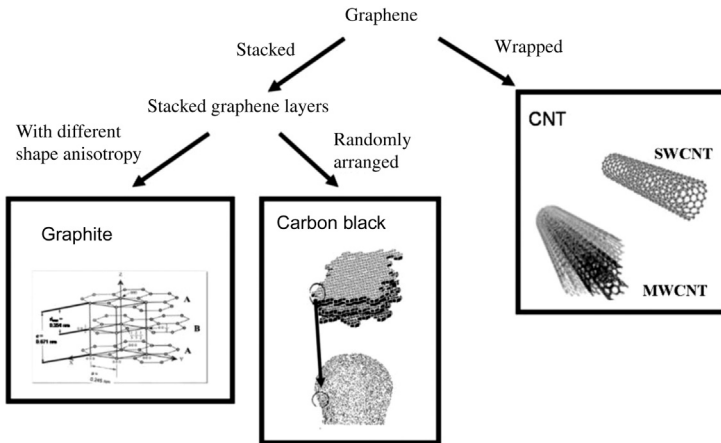 Graphene
Stacked
Wrapped
Stacked graphene layers
With different
shape anisotropy
Randomly
arranged
CNT
SWCNT
MWCNT
Graphite
A
B
A
Carbon black